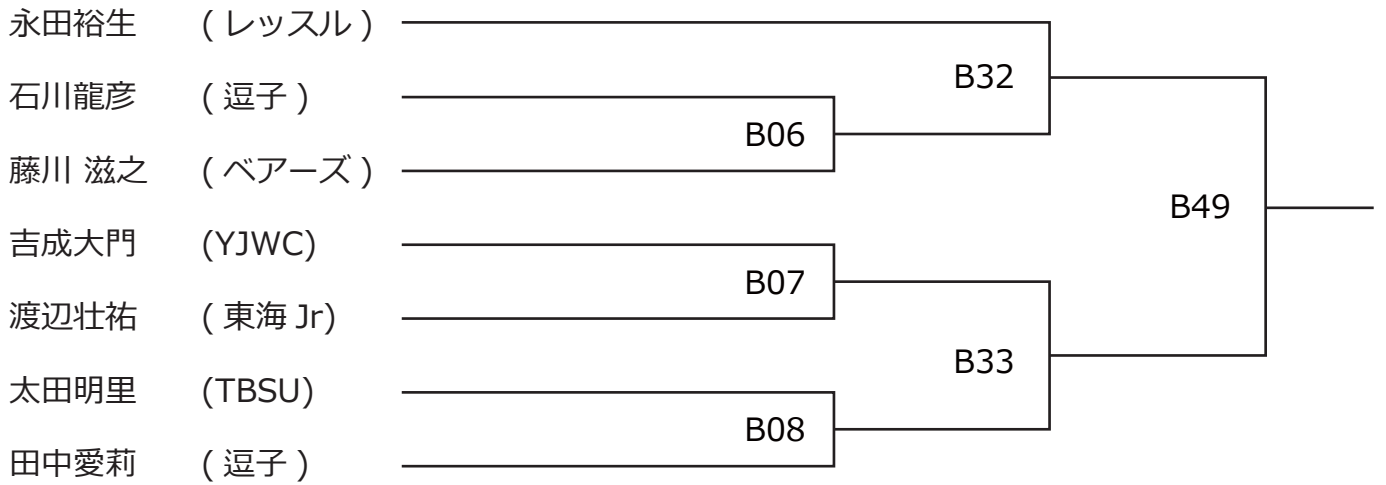 永田裕生 ( レッスル )
石川龍彦 ( 逗子 )
藤川 滋之 ( ベアーズ )
吉成大門 (YJWC)
渡辺壮祐 ( 東海 Jr)
太田明里 (TBSU)
田中愛莉 ( 逗子 )
B32
B06
B49
B07
B33
B08